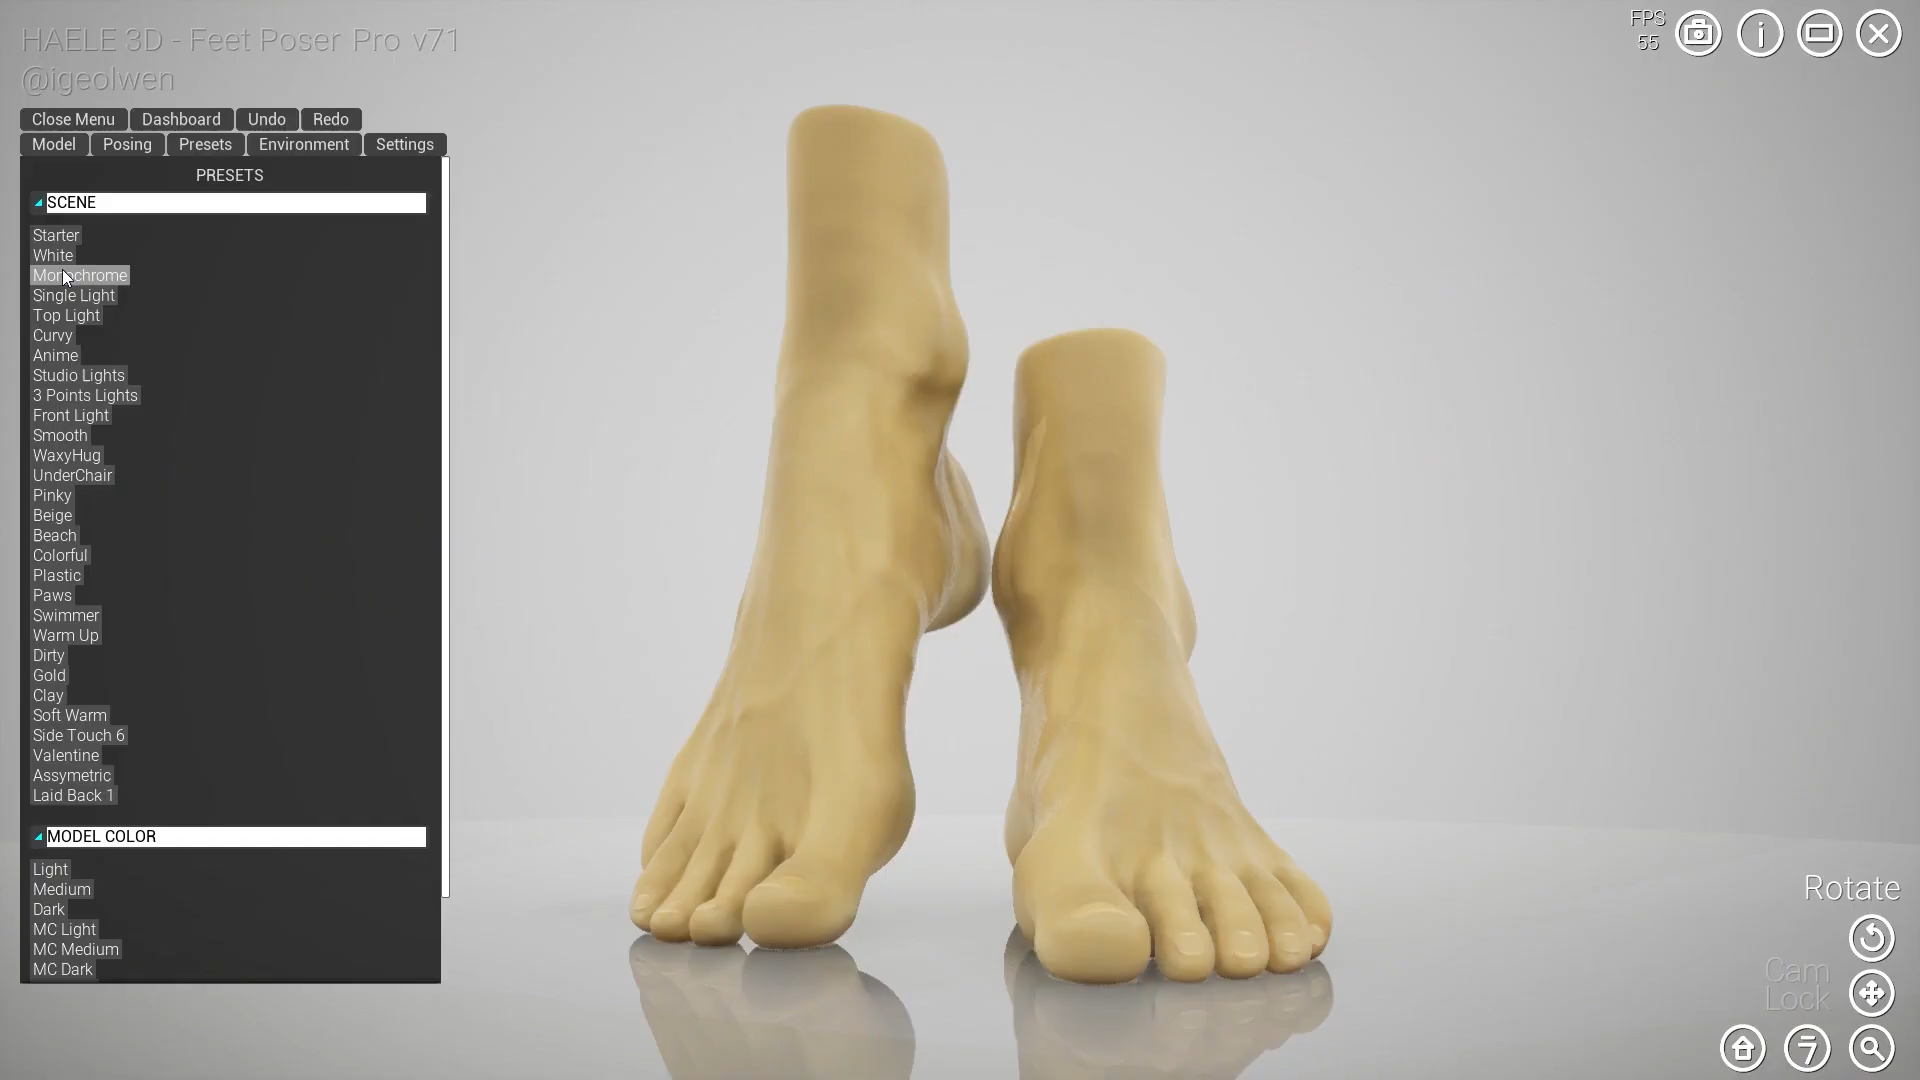 HAELE 3D - Feet Poser Pro v71
@igeolwen
FPS
55
Close Menu Dashboard Undo Redo
Model Posing Presets Environment Settings
PRESETS
SCENE
Starter
White
Monochrome
Single Light
Top Light
Curvy
Anime
Studio Lights
3 Points Lights
Front Light
Smooth
WaxyHug
UnderChair
Pinky
Beige
Beach
Colorful
Plastic
Paws
Swimmer
Warm Up
Dirty
Gold
Clay
Soft Warm
Side Touch 6
Valentine
Assymetric
Laid Back 1
MODEL COLOR
Light
Medium
Dark
MC Light
MC Medium
MC Dark
Rotate
Cam
Lock